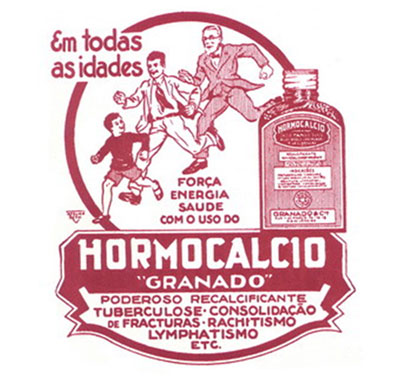 Em todas
as idades
FORÇA
ENERGIA
SAUDE
COM O USO DO
HORMOCALCIO
GRANADO & Cª
HORMOCALCIO
"GRANADO"
PODEROSO RECALCIFICANTE
TUBERCULOSE · CONSOLIDAÇÃO
DE FRACTURAS · RACHITISMO
LYMPHATISMO
ETC.